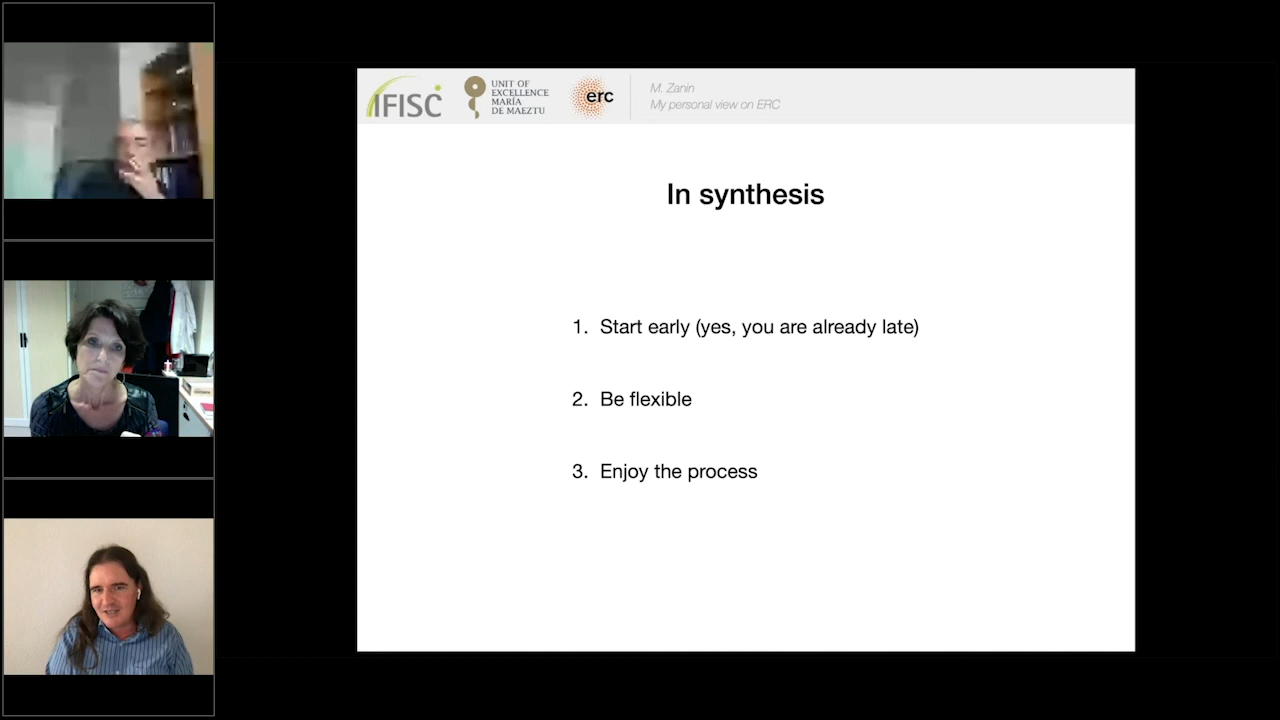 IFISC
UNIT OF
EXCELLENCE
MARÍA
DE MAEZTU
erc
M. Zanin
My personal view on ERC
In synthesis
1. Start early (yes, you are already late)
2. Be flexible
3. Enjoy the process